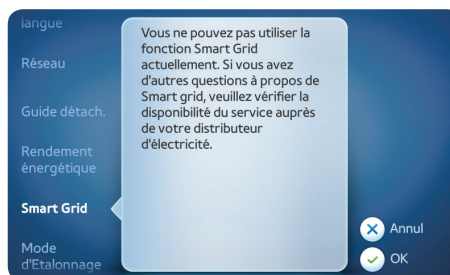 langue
Réseau
Guide détach.
Rendement
énergétique
Smart Grid
Mode
d'Etalonnage
Vous ne pouvez pas utiliser la
fonction Smart Grid
actuellement. Si vous avez
d'autres questions à propos de
Smart grid, veuillez vérifier la
disponibilité du service auprès
de votre distributeur
d'électricité.
Annul
OK